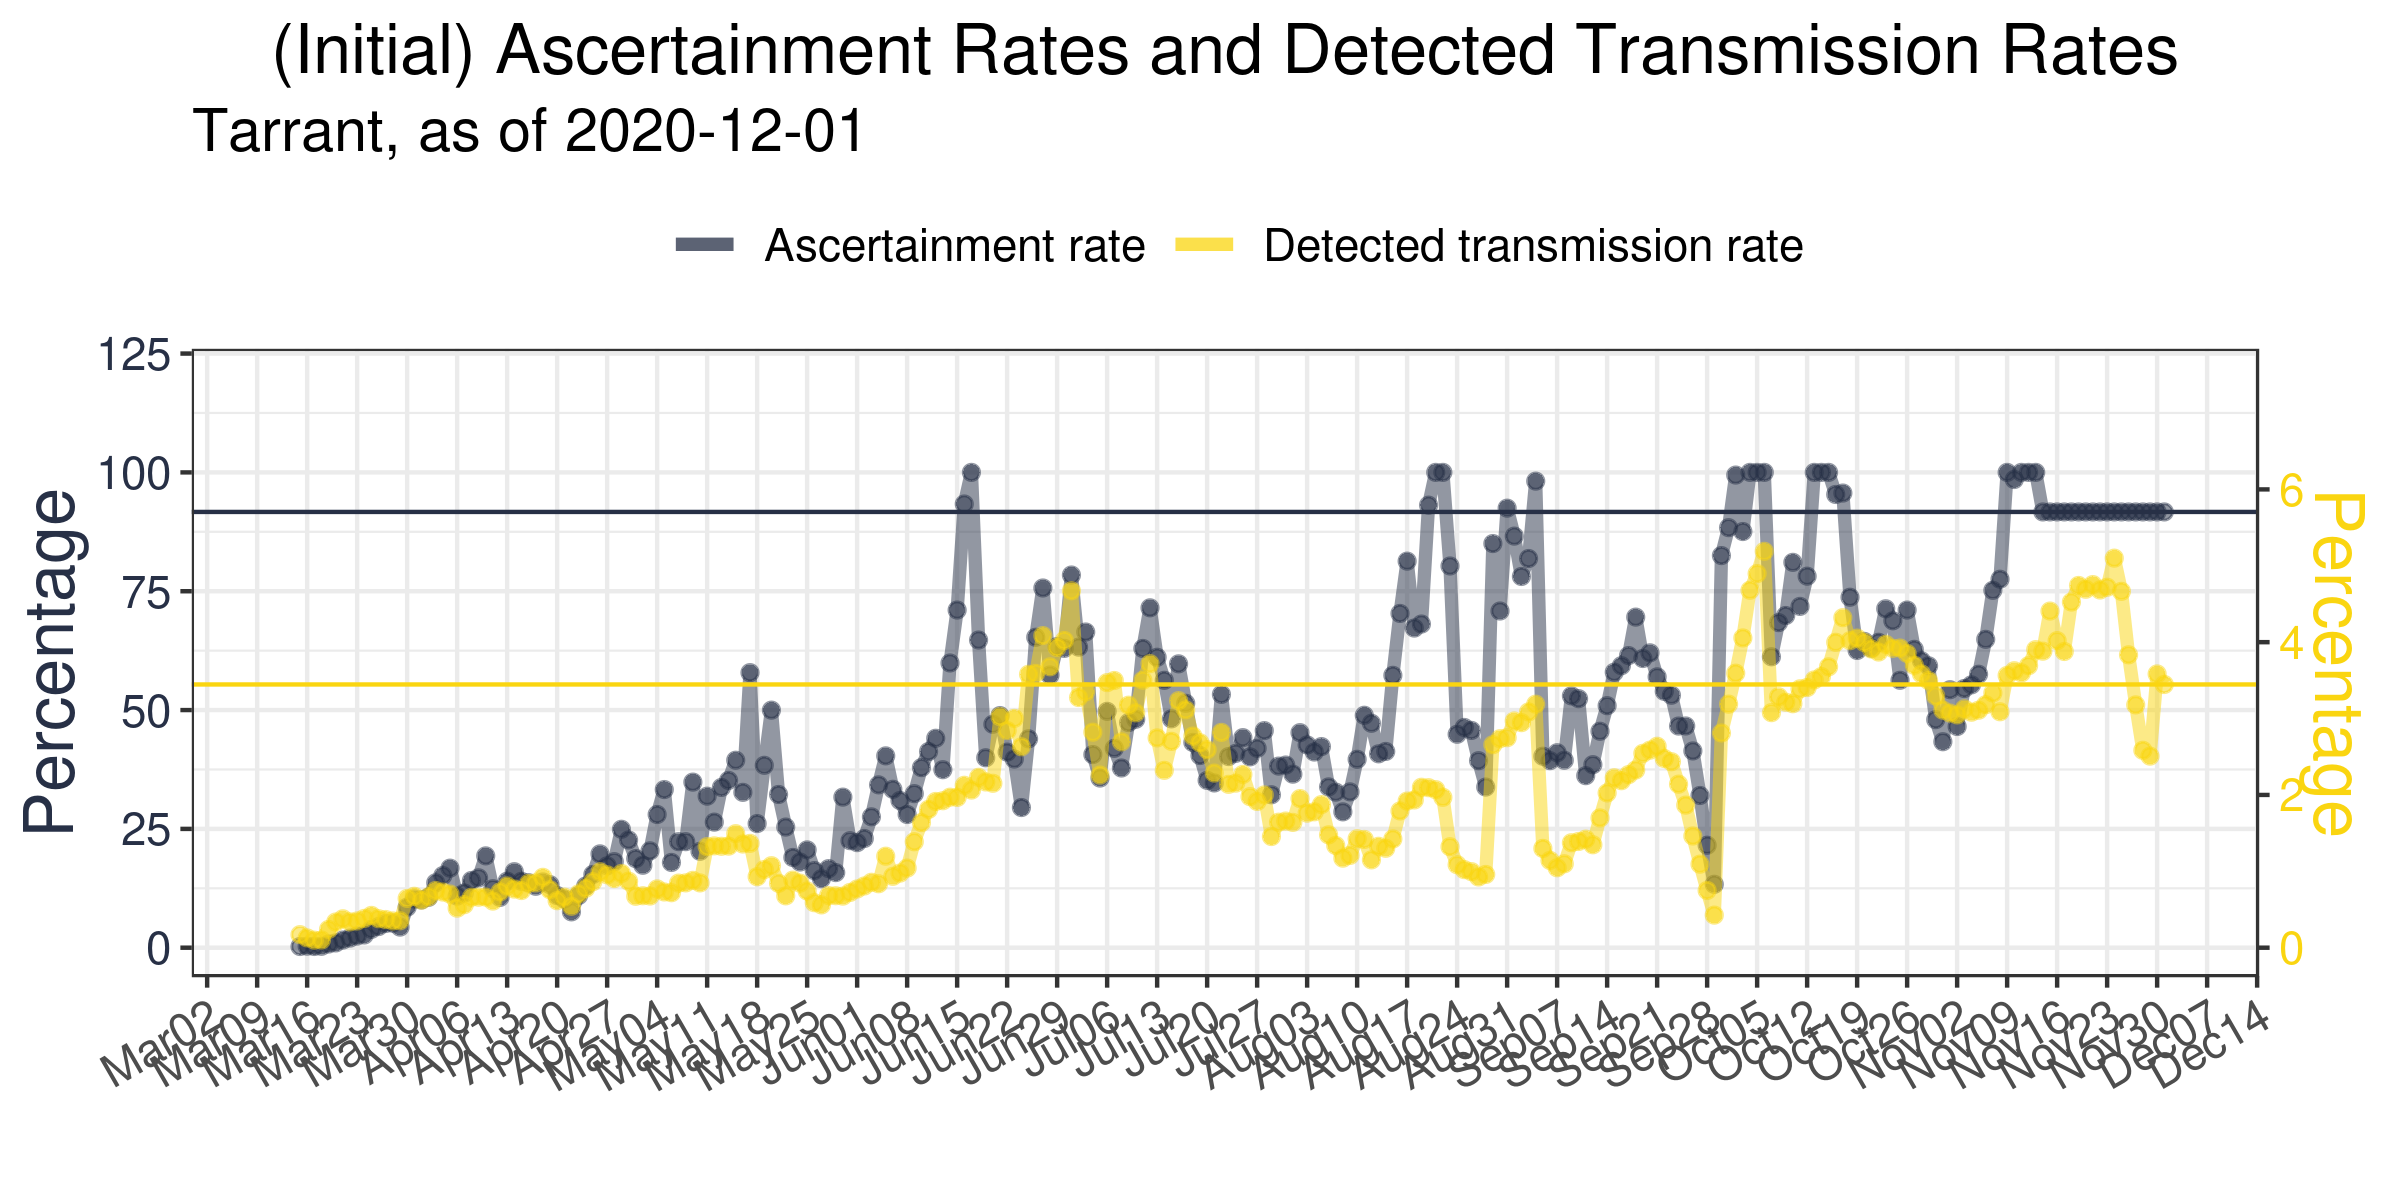 (Initial) Ascertainment Rates and Detected Transmission Rates
Tarrant, as of 2020-12-01
Ascertainment rate
Detected transmission rate
125
100
75
50
25
0
Percentage
6
4
2
0
Percentage
Mar02
Mar09
Mar16
Mar23
Mar30
Apr06
Apr13
Apr20
Apr27
May04
May11
May18
May25
Jun01
Jun08
Jun15
Jun22
Jun29
Jul06
Jul13
Jul20
Jul27
Aug03
Aug10
Aug17
Aug24
Aug31
Sep07
Sep14
Sep21
Sep28
Oct05
Oct12
Oct19
Oct26
Nov02
Nov09
Nov16
Nov23
Nov30
Dec07
Dec14